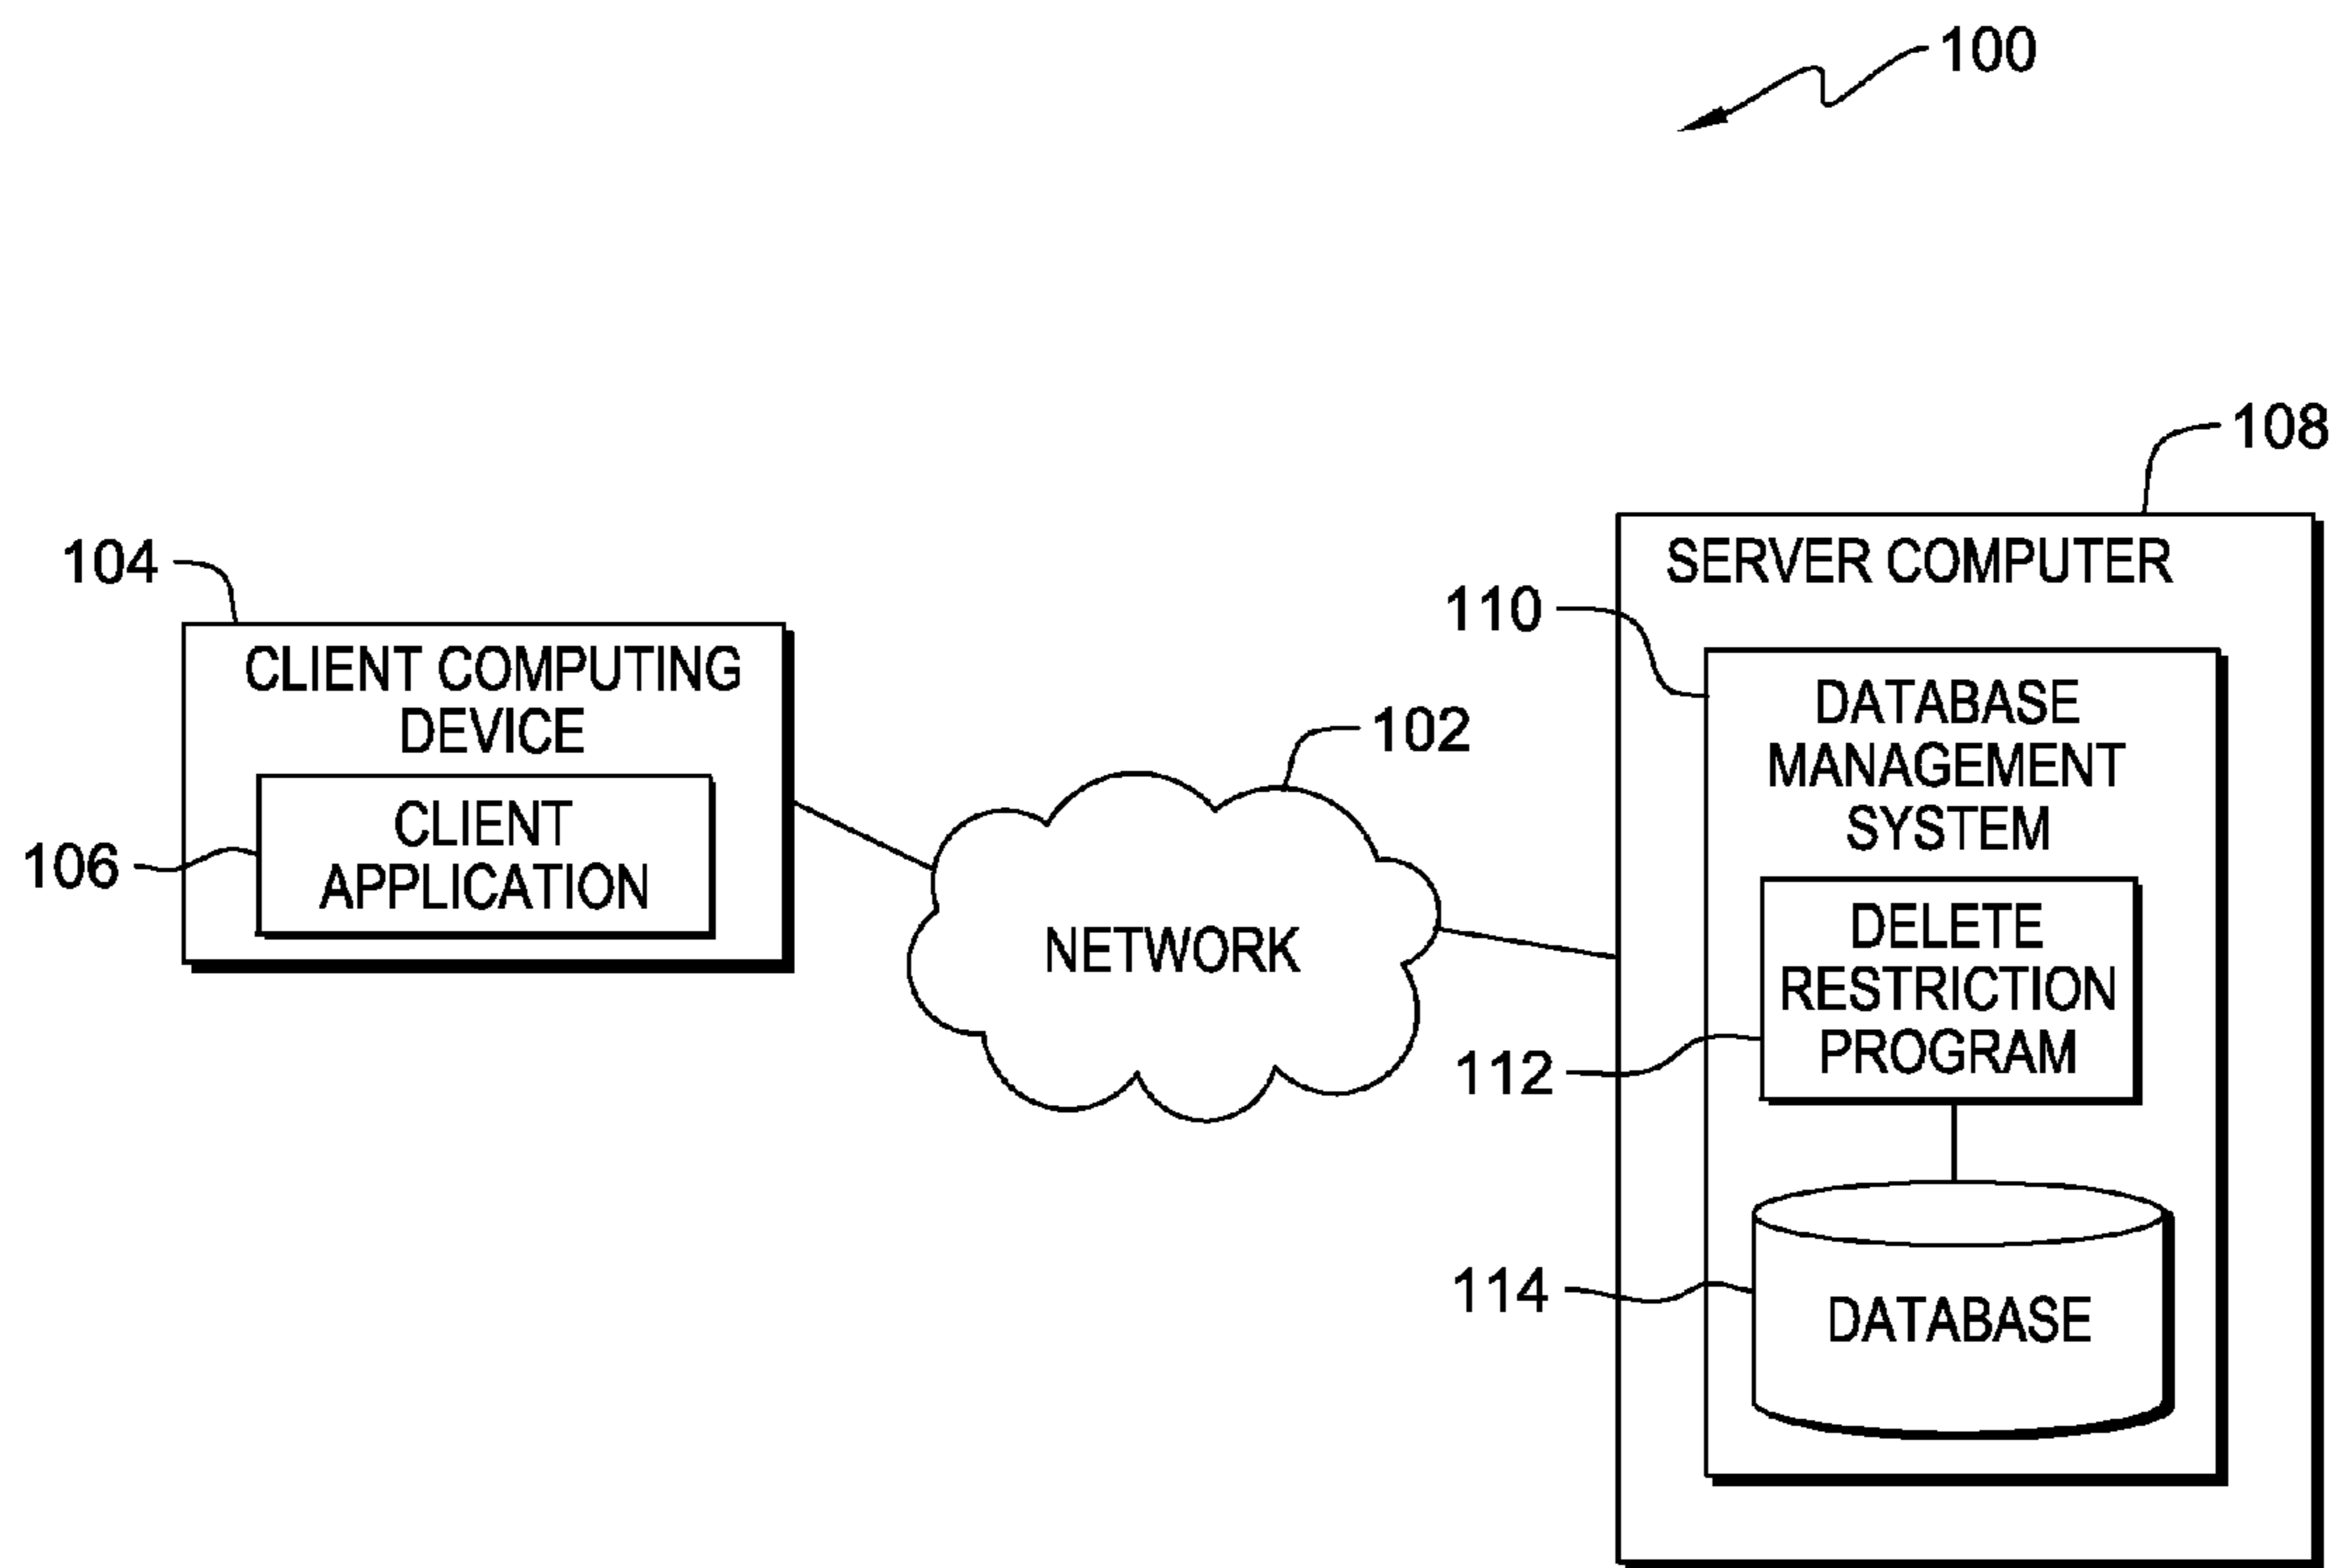 100
108
SERVER COMPUTER
104
110
CLIENT COMPUTING
DEVICE
DATABASE
MANAGEMENT
SYSTEM
102
CLIENT
APPLICATION
106
DELETE
RESTRICTION
PROGRAM
NETWORK
112
114
DATABASE